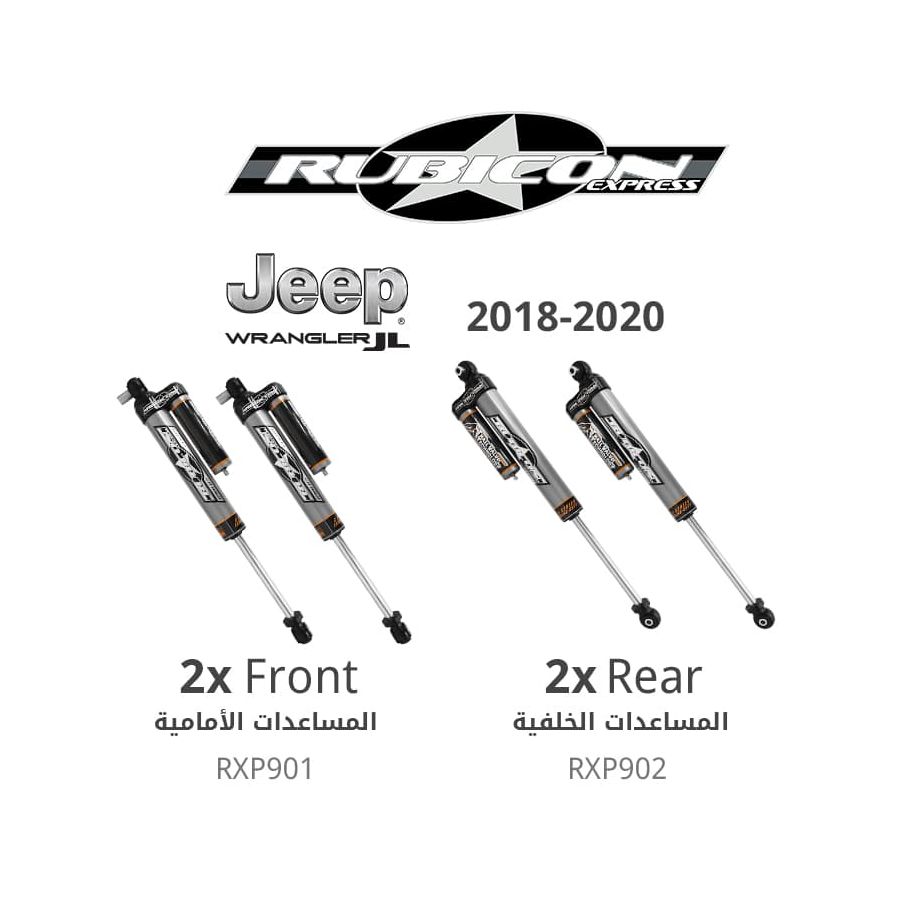 RUBICON
EXPRESS
Jeep®
WRANGLER JL
2018-2020
2x Front
المساعدات الأمامية
RXP901
2x Rear
المساعدات الخلفية
RXP902